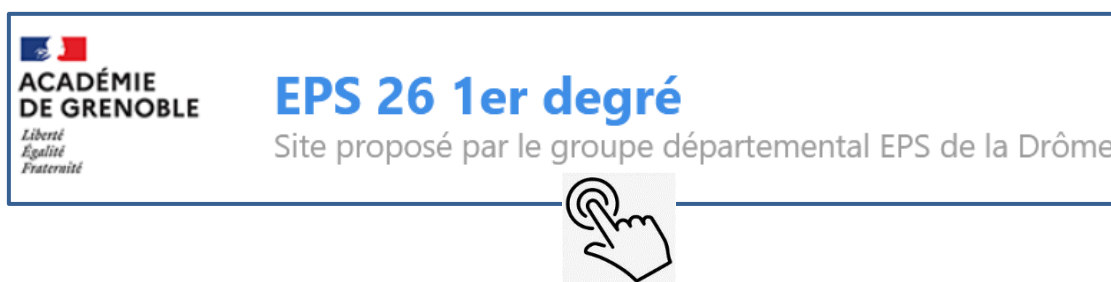 ACADÉMIE
DE GRENOBLE
Liberté
Égalité
Fraternité
EPS 26 1er degré
Site proposé par le groupe départemental EPS de la Drôme